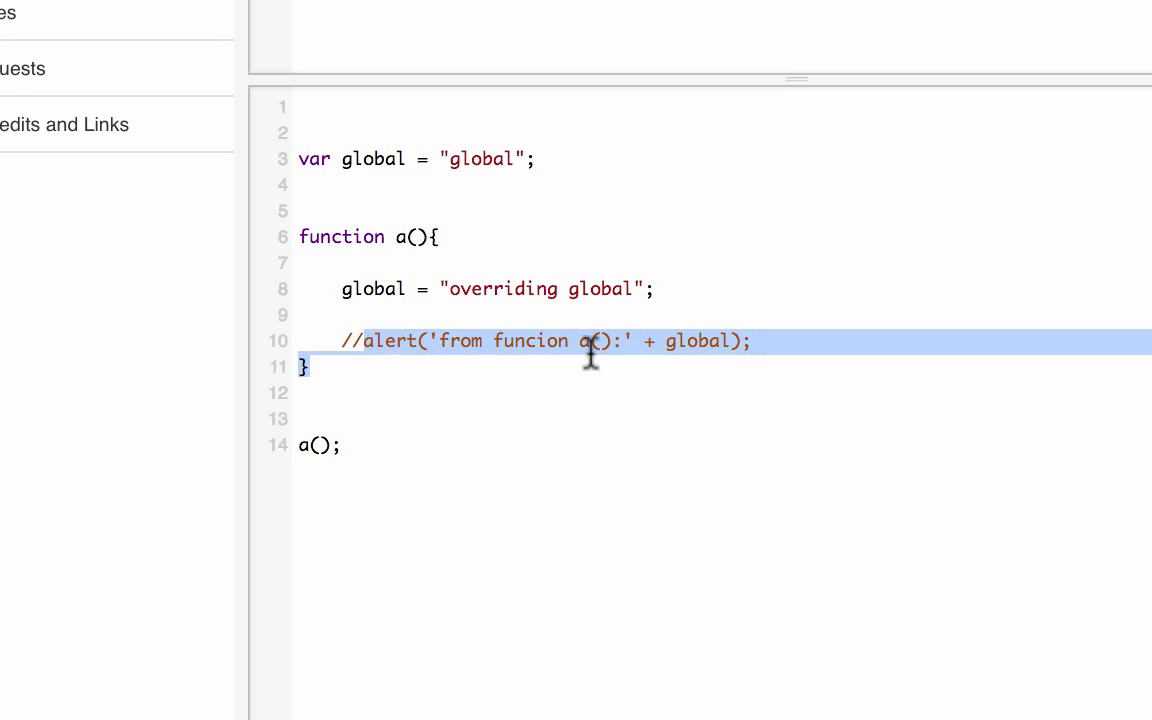 es
uests
edits and Links
1
2
3 var global = "global";
4
5
6 function a(){
7
8 global = "overriding global";
9
10 //alert('from funcion a():' + global);
11 }
12
13
14 a();